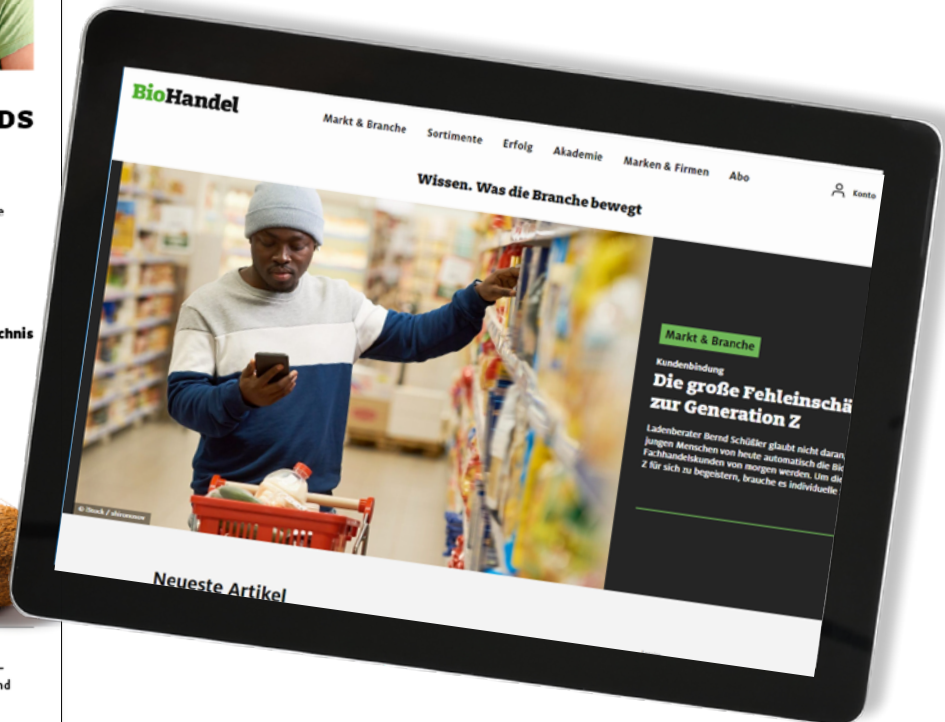 DS
e
chnis
nd
BioHandel
Markt & Branche Sortimente Erfolg Akademie Marken & Firmen Abo
Konto
Wissen. Was die Branche bewegt
Markt & Branche
Kundenbindung
Die große Fehleinschä
zur Generation Z
Ladenberater Bernd Schüßler glaubt nicht daran,
jungen Menschen von heute automatisch die Bio
Fachhandelskunden von morgen werden. Um die
Z für sich zu begeistern, brauche es individuelle
© iStock / shironosov
Neueste Artikel